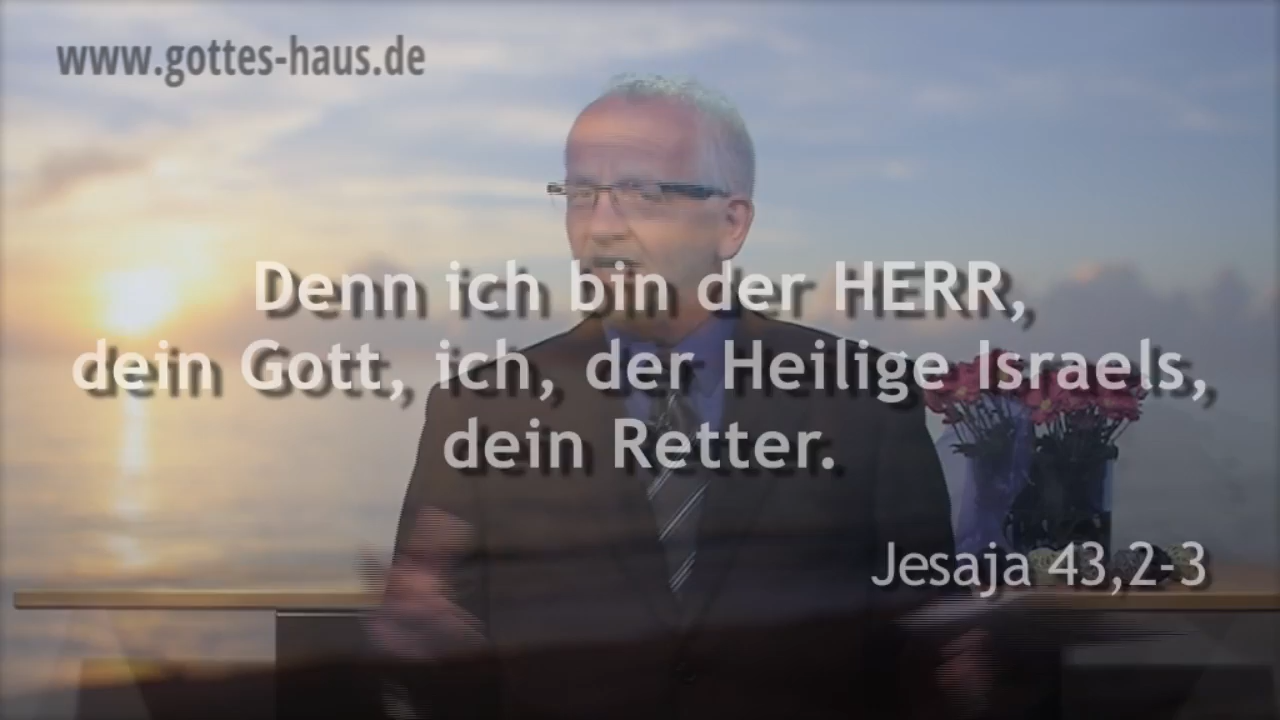 www.gottes-haus.de
Denn ich bin der HERR,
dein Gott, ich, der Heilige Israels,
dein Retter.
Jesaja 43,2-3